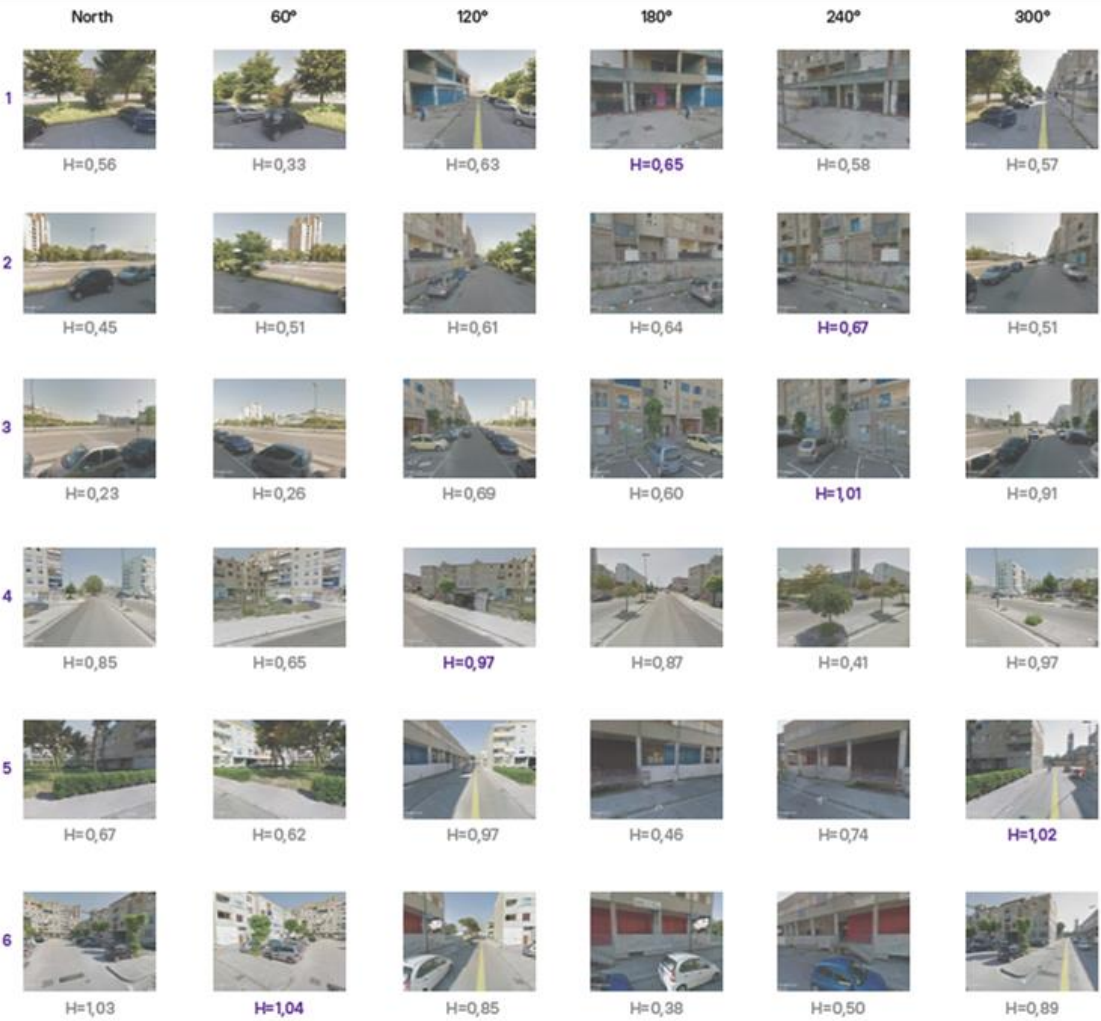 North 60° 120° 180° 240° 300°
1
H=0,56 H=0,33 H=0,63 H=0,65 H=0,58 H=0,57
2
H=0,45 H=0,51 H=0,61 H=0,64 H=0,67 H=0,51
3
H=0,23 H=0,26 H=0,69 H=0,60 H=1,01 H=0,91
4
H=0,85 H=0,65 H=0,97 H=0,87 H=0,41 H=0,97
5
H=0,67 H=0,62 H=0,97 H=0,46 H=0,74 H=1,02
6
H=1,03 H=1,04 H=0,85 H=0,38 H=0,50 H=0,89